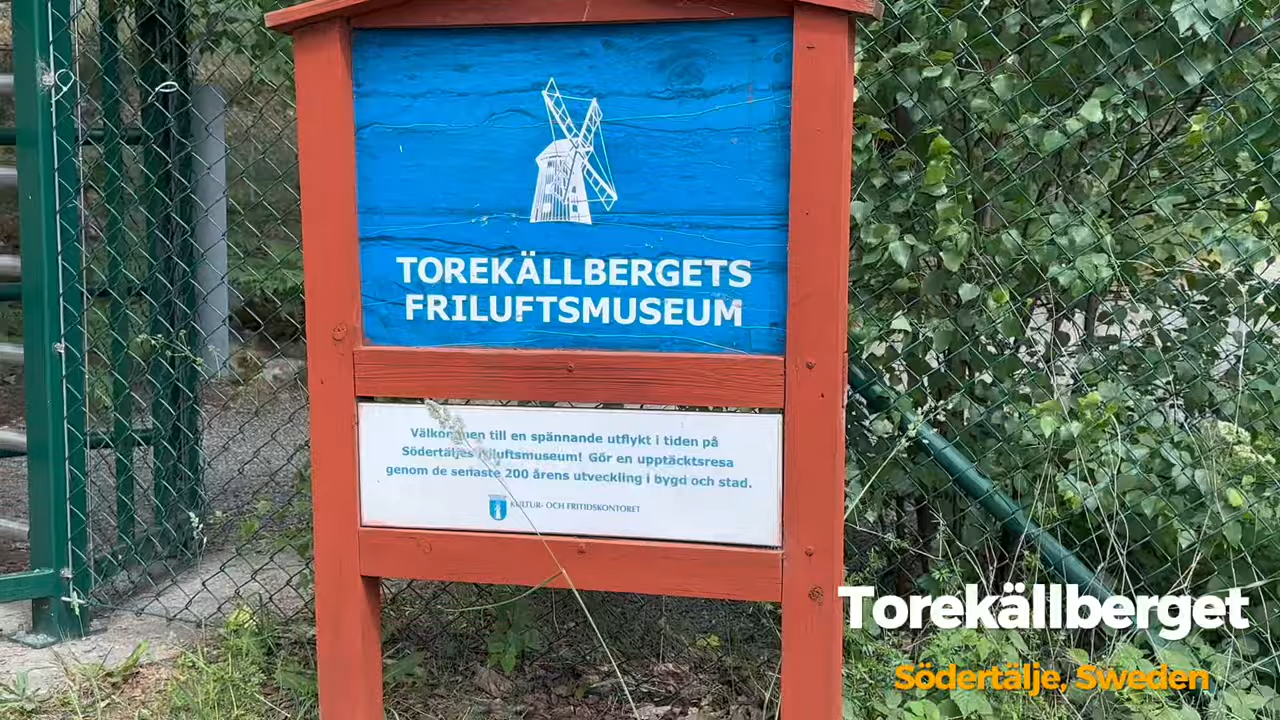 TOREKÄLLBERGETS
FRILUFTSMUSEUM
Välkommen till en spännande utflykt i tiden på
Södertäljes friluftsmuseum! Gör en upptäcktsresa
genom de senaste 200 årens utveckling i bygd och stad.
KULTUR- OCH FRITIDSKONTORET
Torekällberget
Södertälje, Sweden